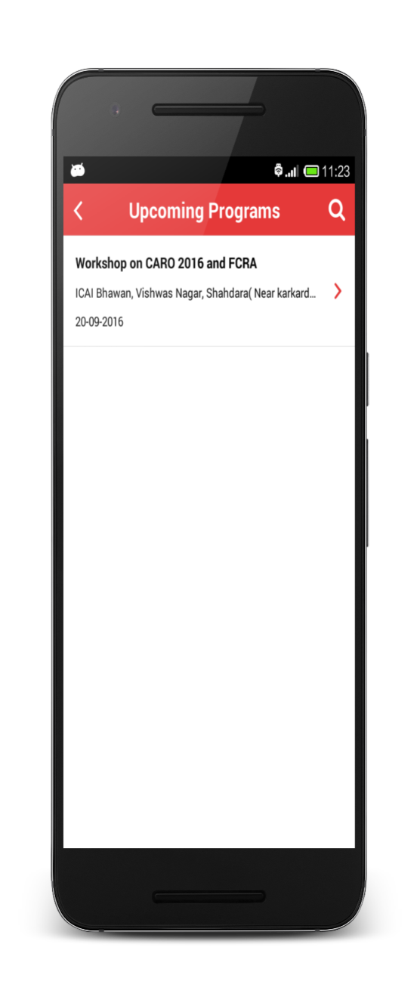 11:23
Upcoming Programs
Workshop on CARO 2016 and FCRA
ICAI Bhawan, Vishwas Nagar, Shahdara( Near karkard...
20-09-2016